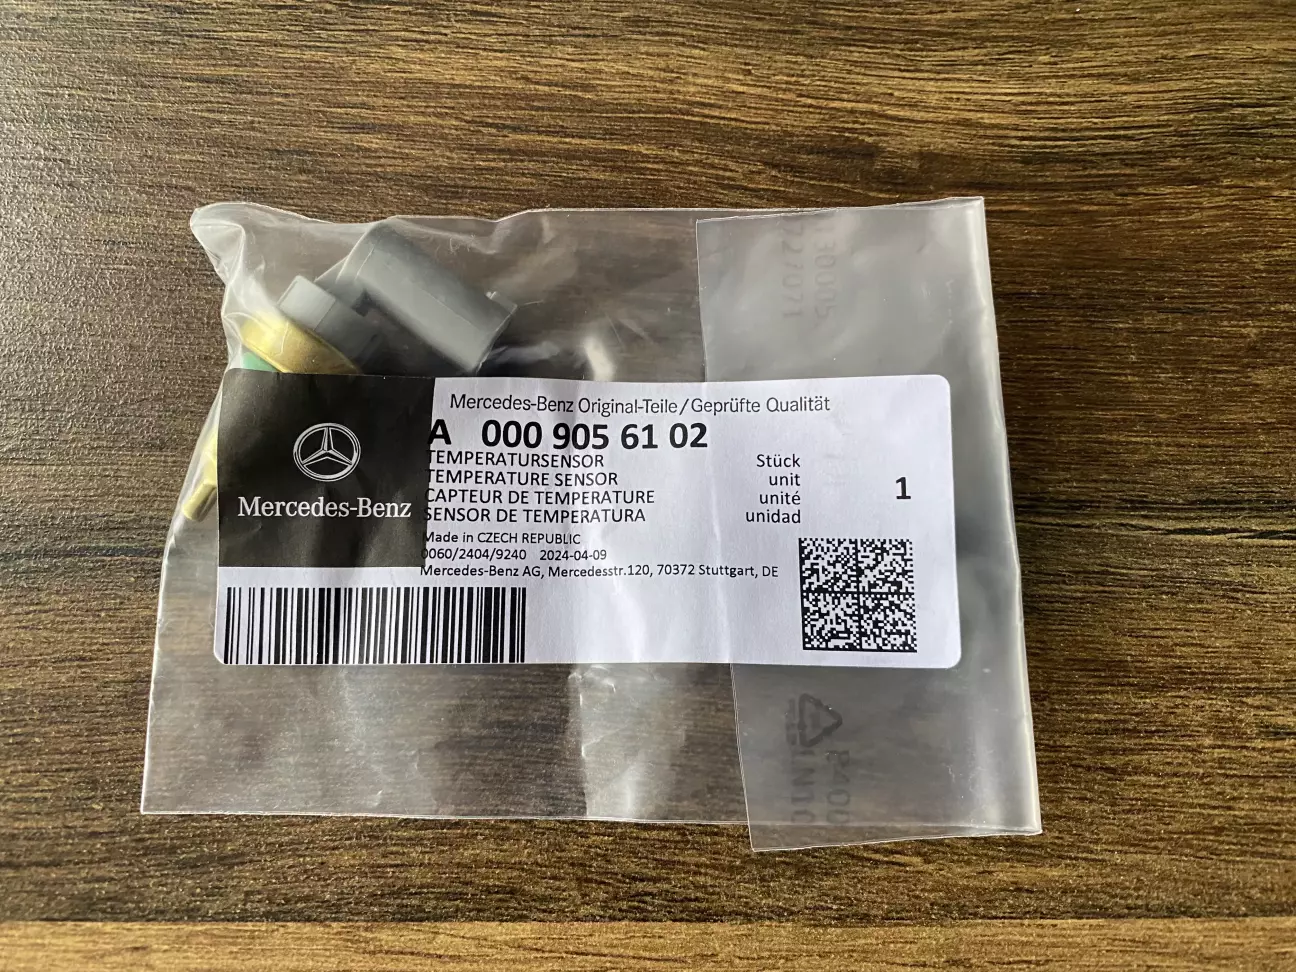 Mercedes-Benz Original-Teile/Geprüfte Qualität
A 000 905 61 02
TEMPERATURSENSOR Stück
TEMPERATURE SENSOR unit
CAPTEUR DE TEMPERATURE unité 1
SENSOR DE TEMPERATURA unidad
Mercedes-Benz
Made in CZECH REPUBLIC
0060/2404/9240 2024-04-09
Mercedes-Benz AG, Mercedesstr.120, 70372 Stuttgart, DE